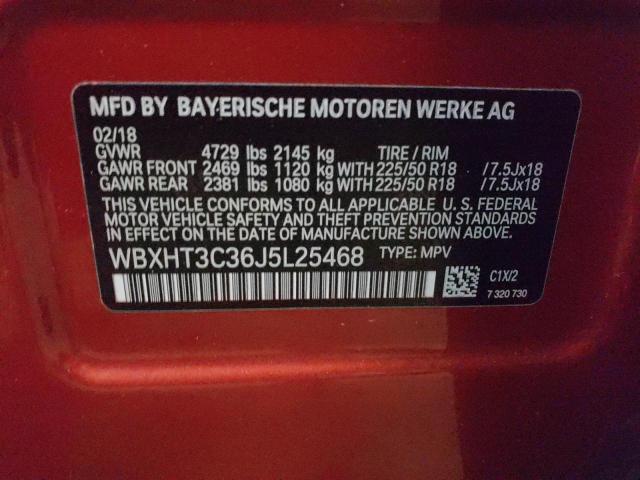 MFD BY BAYERISCHE MOTOREN WERKE AG
02/18
GVWR 4729 lbs 2145 kg TIRE / RIM
GAWR FRONT 2469 lbs 1120 kg WITH 225/50 R18 /7.5Jx18
GAWR REAR 2381 lbs 1080 kg WITH 225/50 R18 /7.5Jx18
THIS VEHICLE CONFORMS TO ALL APPLICABLE U. S. FEDERAL
MOTOR VEHICLE SAFETY AND THEFT PREVENTION STANDARDS
IN EFFECT ON THE DATE OF MANUFACTURE SHOWN ABOVE.
WBXHT3C36J5L25468 TYPE: MPV
C1X/2
7 320 730